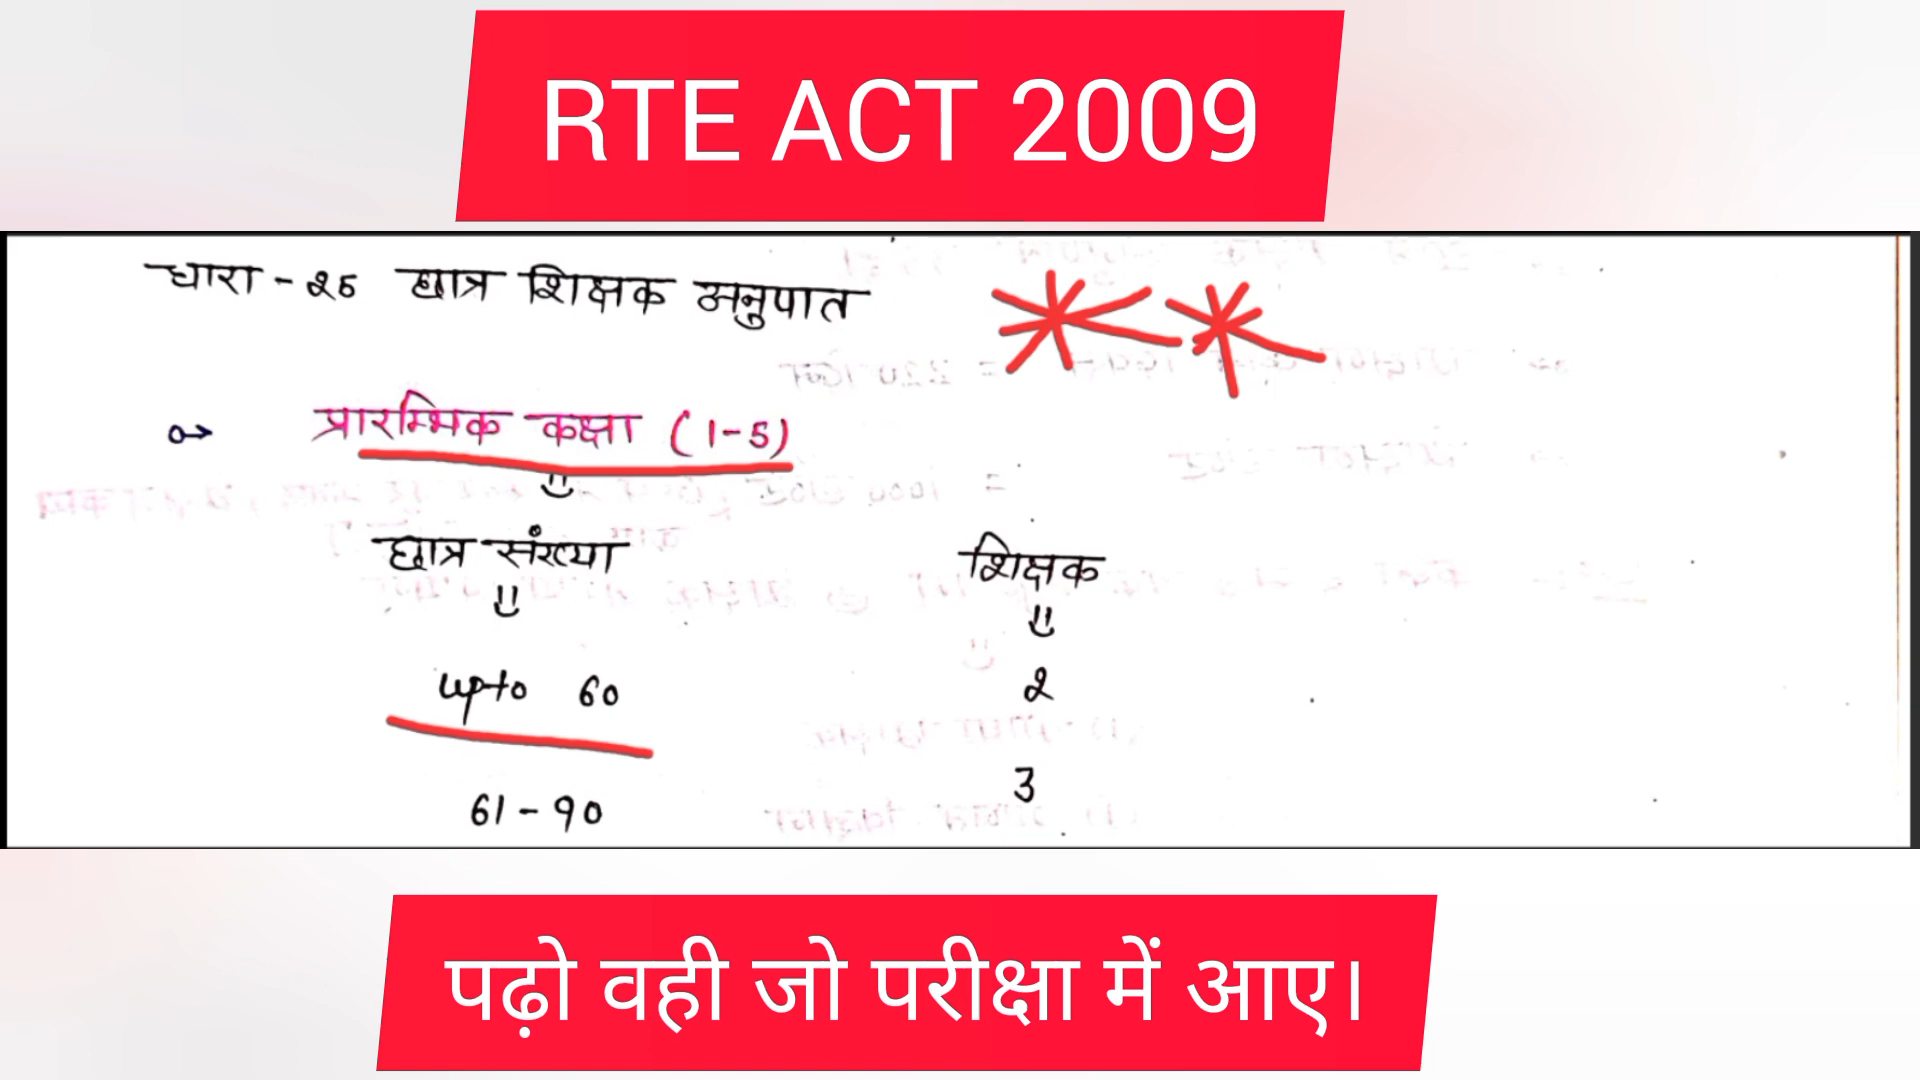 RTE ACT 2009
धारा - 25 छात्र शिक्षक अनुपात
प्रारम्भिक कक्षा (1-5)
छात्र संख्या शिक्षक
upto 60 2
61-90 3
पढ़ो वही जो परीक्षा में आए।